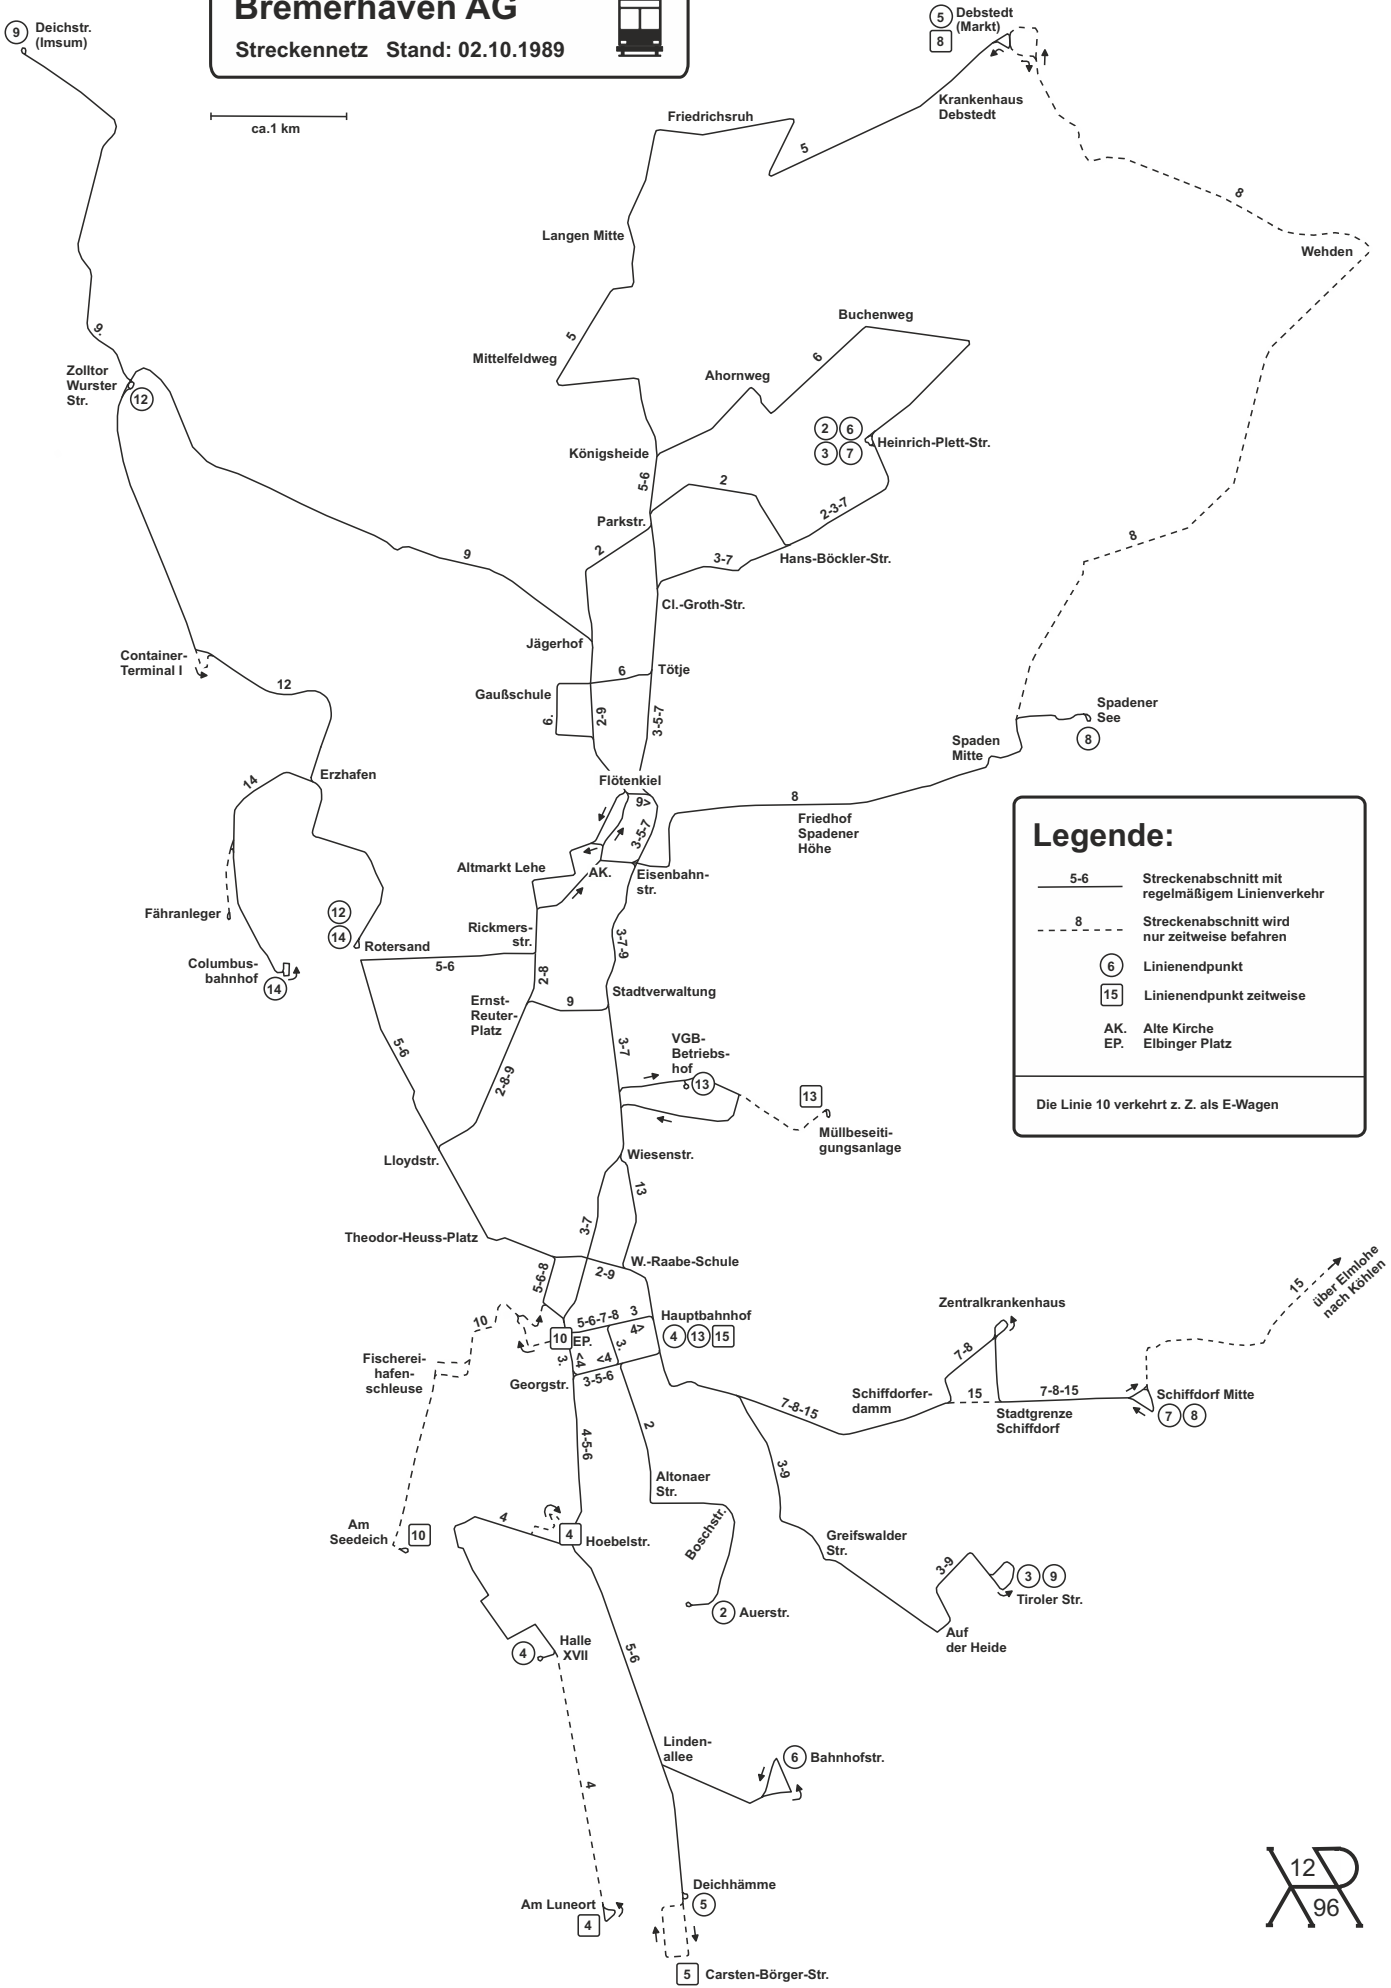 Bremerhaven AG
Streckennetz Stand: 02.10.1989
ca.1 km
9
Deichstr.
(Imsum)
5
Debstedt
(Markt)
8
Krankenhaus
Debstedt
Friedrichsruh
5
8
Langen Mitte
Wehden
9.
5
Buchenweg
Mittelfeldweg
6
Zolltor
Wurster
Str.
12
Ahornweg
2 6
3 7
Heinrich-Plett-Str.
Königsheide
5-6
2
2-3-7
Parkstr.
2
9
3-7
Hans-Böckler-Str.
8
Cl.-Groth-Str.
Jägerhof
Container-
Terminal I
12
6
Tötje
Gaußschule
6.
2-9
3-5-7
Spadener
See
8
Spaden
Mitte
Erzhafen
14
Flötenkiel
9>
3-5-7
8
Friedhof
Spadener
Höhe
Altmarkt Lehe
AK.
Eisenbahn-
str.
Fähranleger
12
14
Rotersand
Rickmers-
str.
3-7-9
Columbus-
bahnhof
14
5-6
2-8
Stadtverwaltung
Ernst-
Reuter-
Platz
9
5-6
2-8-9
3-7
VGB-
Betriebs-
hof
13
13
Müllbeseiti-
gungsanlage
Lloydstr.
Wiesenstr.
13
3-7
Theodor-Heuss-Platz
W.-Raabe-Schule
2-9
5-6-8
10
10
EP.
5-6-7-8
3
4>
3.
3.
<4
<4
3-5-6
Hauptbahnhof
4 13 15
Fischerei-
hafen-
schleuse
Georgstr.
Zentralkrankenhaus
7-8
15
über Elmlohe
nach Köhlen
Schiffdorfer-
damm
15
7-8-15
Stadtgrenze
Schiffdorf
Schiffdorf Mitte
7 8
7-8-15
4-5-6
2
3-9
Altonaer
Str.
Boschstr.
Am
Seedeich
10
4
4
Hoebelstr.
Greifswalder
Str.
3-9
3 9
Tiroler Str.
2
Auerstr.
Auf
der Heide
4
Halle
XVII
5-6
Linden-
allee
6
Bahnhofstr.
4
Am Luneort
4
Deichhämme
5
5
Carsten-Börger-Str.
Legende:
5-6
Streckenabschnitt mit
regelmäßigem Linienverkehr
8
Streckenabschnitt wird
nur zeitweise befahren
6
Linienendpunkt
15
Linienendpunkt zeitweise
AK. Alte Kirche
EP. Elbinger Platz
Die Linie 10 verkehrt z. Z. als E-Wagen
12
96